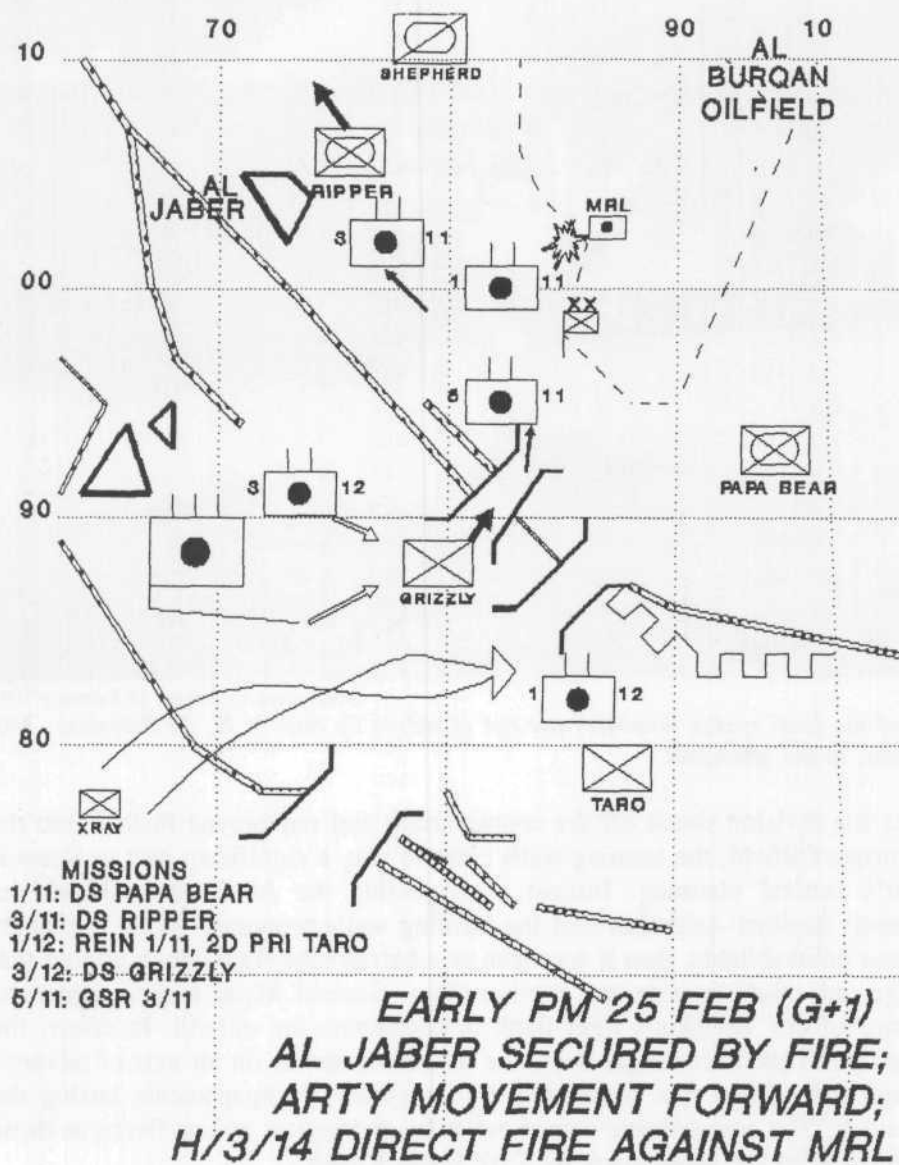 70
90 10
SHEPHERD
AL
BURQAN
OILFIELD
10
RIPPER
AL
JABER
MRL
3 11
00
1 11
XX
5 11
3 12
PAPA BEAR
90
GRIZZLY
1 12
80
TARO
XRAY
MISSIONS
1/11: DS PAPA BEAR
3/11: DS RIPPER
1/12: REIN 1/11, 2D PRI TARO
3/12: DS GRIZZLY
5/11: GSR 3/11
EARLY PM 25 FEB (G+1)
AL JABER SECURED BY FIRE;
ARTY MOVEMENT FORWARD;
H/3/14 DIRECT FIRE AGAINST MRL